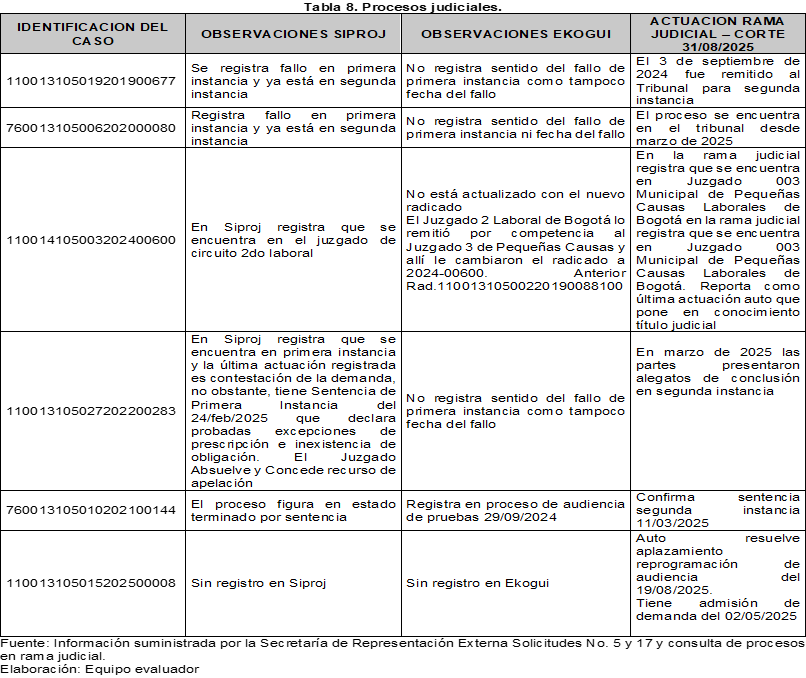 Tabla 8. Procesos judiciales.
IDENTIFICACION DEL
CASO
OBSERVACIONES SIPROJ
OBSERVACIONES EKOGUI
ACTUACION RAMA
JUDICIAL – CORTE
31/08/2025
110013105019201900677
Se registra fallo en primera
instancia y ya está en segunda
instancia
No registra sentido del fallo de
primera instancia como tampoco
fecha del fallo
El 3 de septiembre de
2024 fue remitido al
Tribunal para segunda
instancia
760013105006202000080
Registra fallo en primera
instancia y ya está en segunda
instancia
No registra sentido del fallo de
primera instancia ni fecha del fallo
El proceso se encuentra
en el tribunal desde
marzo de 2025
110014105003202400600
En Siproj registra que se
encuentra en el juzgado de
circuito 2do laboral
No está actualizado con el nuevo
radicado
El Juzgado 2 Laboral de Bogotá lo
remitió por competencia al
Juzgado 3 de Pequeñas Causas y
allí le cambiaron el radicado a
2024-00600. Anterior
Rad.11001310500220190088100
En la rama judicial
registra que se encuentra
en Juzgado 003
Municipal de Pequeñas
Causas Laborales de
Bogotá en la rama judicial
registra que se encuentra
en Juzgado 003
Municipal de Pequeñas
Causas Laborales de
Bogotá. Reporta como
última actuación auto que
pone en conocimiento
título judicial
110013105027202200283
En Siproj registra que se
encuentra en primera instancia
y la última actuación registrada
es contestación de la demanda,
no obstante, tiene Sentencia de
Primera Instancia del
24/feb/2025 que declara
probadas excepciones de
prescripción e inexistencia de
obligación. El Juzgado
Absuelve y Concede recurso de
apelación
No registra sentido del fallo de
primera instancia como tampoco
fecha del fallo
En marzo de 2025 las
partes presentaron
alegatos de conclusión
en segunda instancia
760013105010202100144
El proceso figura en estado
terminado por sentencia
Registra en proceso de audiencia
de pruebas 29/09/2024
Confirma sentencia
segunda instancia
11/03/2025
110013105015202500008
Sin registro en Siproj
Sin registro en Ekogui
Auto resuelve
aplazamiento
reprogramación de
audiencia del
19/08/2025.
Tiene admisión de
demanda del 02/05/2025
Fuente: Información suministrada por la Secretaría de Representación Externa Solicitudes No. 5 y 17 y consulta de procesos
en rama judicial.
Elaboración: Equipo evaluador